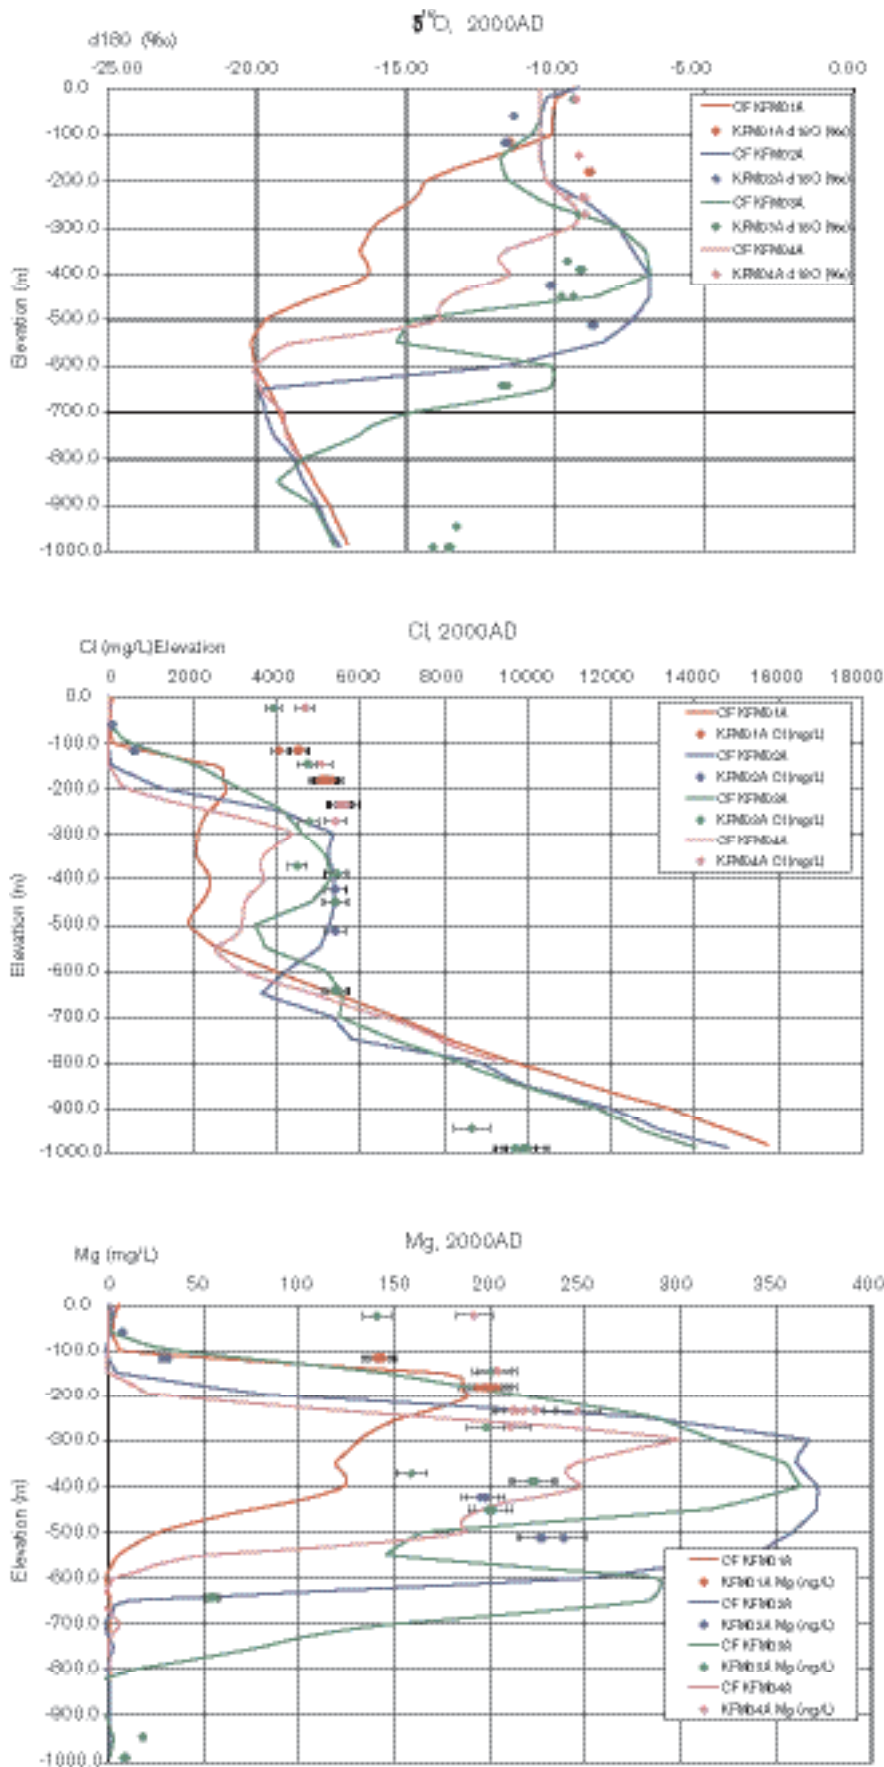 δ¹⁸O, 2000AD
d180 (‰)
-25.00 -20.00 -15.00 -10.00 -5.00 0.00
0.0
-100.0
-200.0
-300.0
-400.0
-500.0
-600.0
-700.0
-800.0
-900.0
-1000.0
Elevation (m)
CF KFM01A
KFM01A d18O (‰)
CF KFM02A
KFM02A d18O (‰)
CF KFM03A
KFM03A d18O (‰)
CF KFM04A
KFM04A d18O (‰)
Cl, 2000AD
Cl (mg/L)Elevation
0 2000 4000 6000 8000 10000 12000 14000 16000 18000
0.0
-100.0
-200.0
-300.0
-400.0
-500.0
-600.0
-700.0
-800.0
-900.0
-1000.0
Elevation (m)
CF KFM01A
KFM01A Cl (mg/L)
CF KFM02A
KFM02A Cl (mg/L)
CF KFM03A
KFM03A Cl (mg/L)
CF KFM04A
KFM04A Cl (mg/L)
Mg, 2000AD
Mg (mg/L)
0 50 100 150 200 250 300 350 400
0.0
-100.0
-200.0
-300.0
-400.0
-500.0
-600.0
-700.0
-800.0
-900.0
-1000.0
Elevation (m)
CF KFM01A
KFM01A Mg (mg/L)
CF KFM02A
KFM02A Mg (mg/L)
CF KFM03A
KFM03A Mg (mg/L)
CF KFM04A
KFM04A Mg (mg/L)